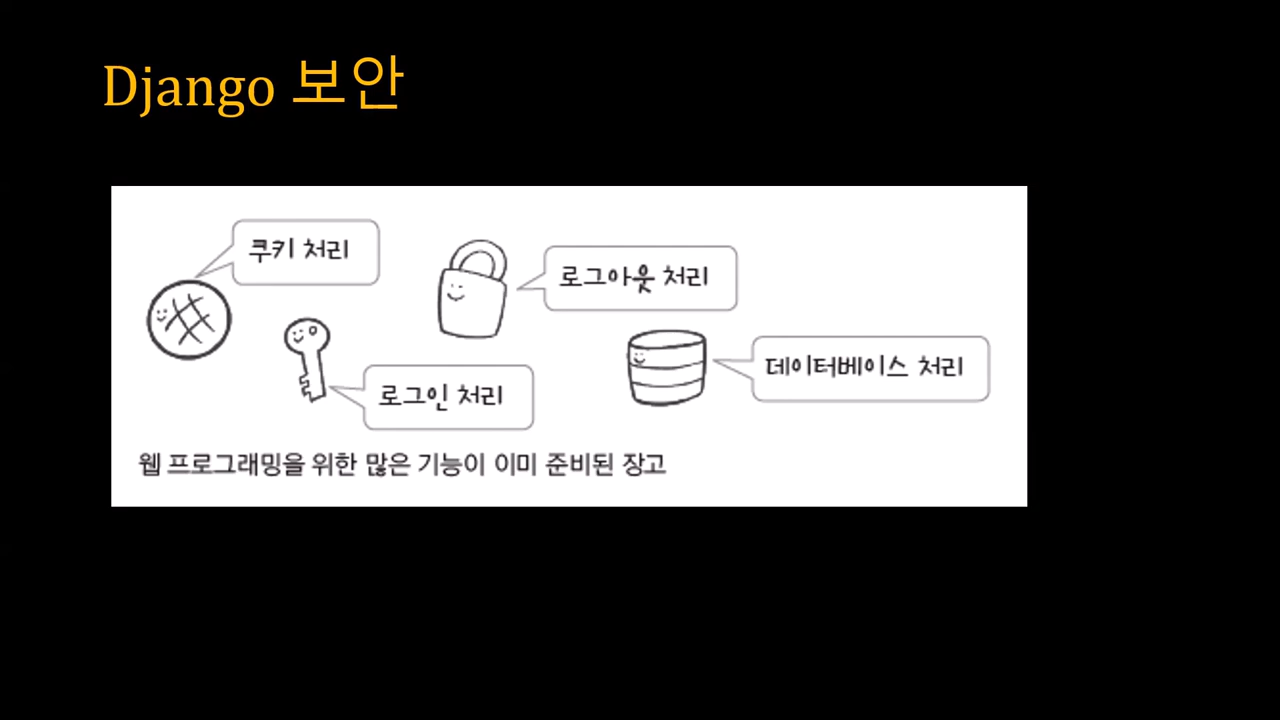 Django 보안
쿠키 처리
로그아웃 처리
로그인 처리
데이터베이스 처리
웹 프로그래밍을 위한 많은 기능이 이미 준비된 장고